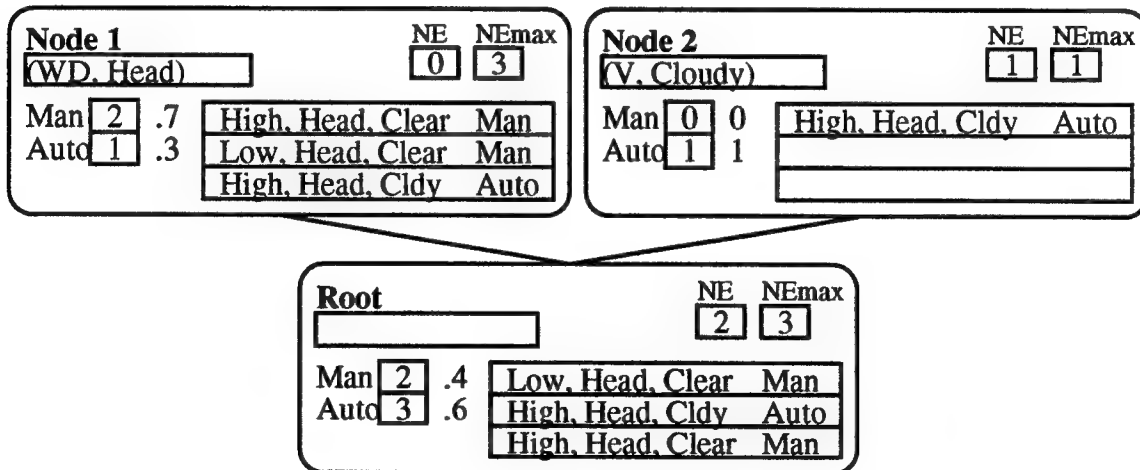 Node 1 NE NEmax
(WD, Head) 0 3
Man 2 .7 High, Head, Clear Man
Auto 1 .3 Low, Head, Clear Man
High, Head, Cldy Auto
Node 2 NE NEmax
(V, Cloudy) 1 1
Man 0 0 High, Head, Cldy Auto
Auto 1 1
Root NE NEmax
2 3
Man 2 .4 Low, Head, Clear Man
Auto 3 .6 High, Head, Cldy Auto
High, Head, Clear Man